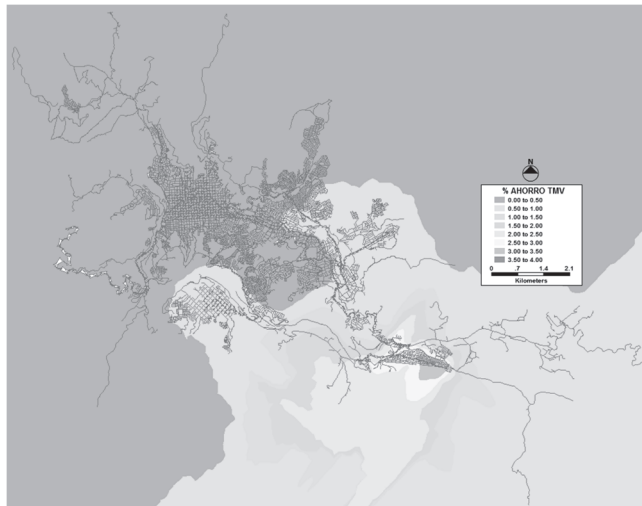 N
% AHORRO TMV
0.00 to 0.50
0.50 to 1.00
1.00 to 1.50
1.50 to 2.00
2.00 to 2.50
2.50 to 3.00
3.00 to 3.50
3.50 to 4.00
0 .7 1.4 2.1
Kilometers